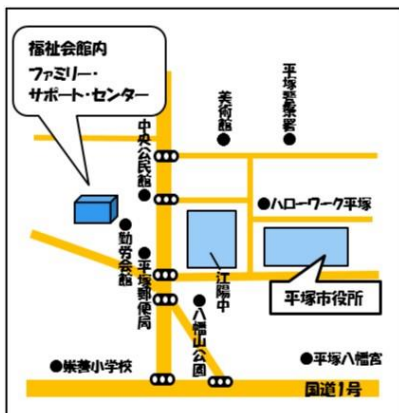 福祉会館内
ファミリー・
サポート・センター
中央公民館
美術館
平塚警察署
ハローワーク平塚
勤労会館
平塚郵便局
江陽中
八幡山公園
平塚市役所
崇善小学校
平塚八幡宮
国道1号